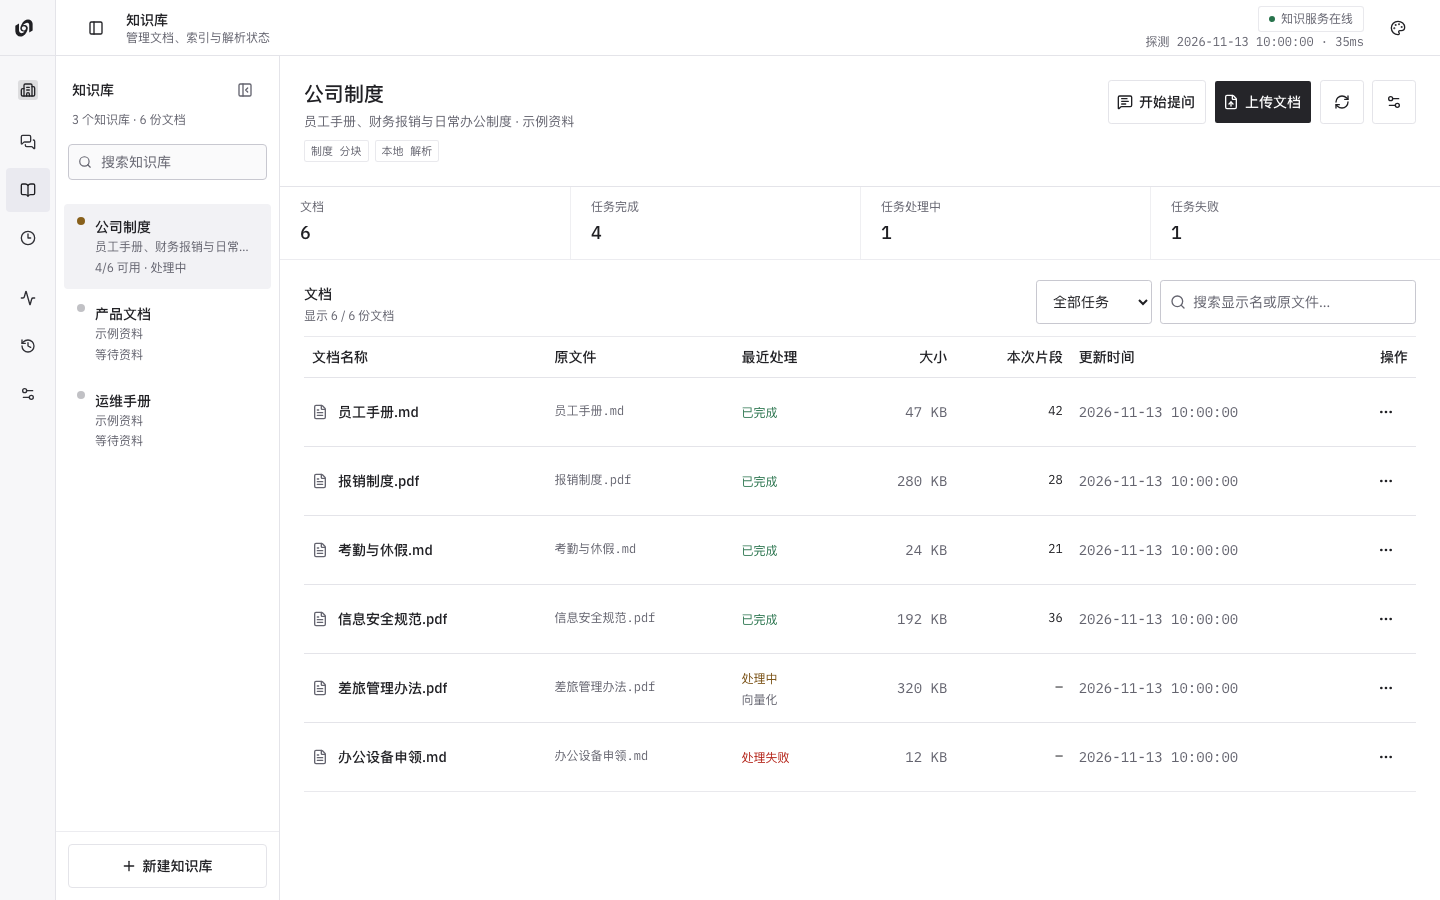 知识库
管理文档、索引与解析状态
知识服务在线
探测 2026-11-13 10:00:00 · 35ms
知识库
3 个知识库 · 6 份文档
搜索知识库
公司制度
员工手册、财务报销与日常...
4/6 可用 · 处理中
产品文档
示例资料
等待资料
运维手册
示例资料
等待资料
新建知识库
公司制度
员工手册、财务报销与日常办公制度 · 示例资料
制度 分块
本地 解析
开始提问
上传文档
文档
6
任务完成
4
任务处理中
1
任务失败
1
文档
显示 6 / 6 份文档
全部任务
搜索显示名或原文件...
文档名称 原文件 最近处理 大小 本次片段 更新时间 操作
员工手册.md 员工手册.md 已完成 47 KB 42 2026-11-13 10:00:00
报销制度.pdf 报销制度.pdf 已完成 280 KB 28 2026-11-13 10:00:00
考勤与休假.md 考勤与休假.md 已完成 24 KB 21 2026-11-13 10:00:00
信息安全规范.pdf 信息安全规范.pdf 已完成 192 KB 36 2026-11-13 10:00:00
差旅管理办法.pdf 差旅管理办法.pdf 处理中 320 KB — 2026-11-13 10:00:00
向量化
办公设备申领.md 办公设备申领.md 处理失败 12 KB — 2026-11-13 10:00:00